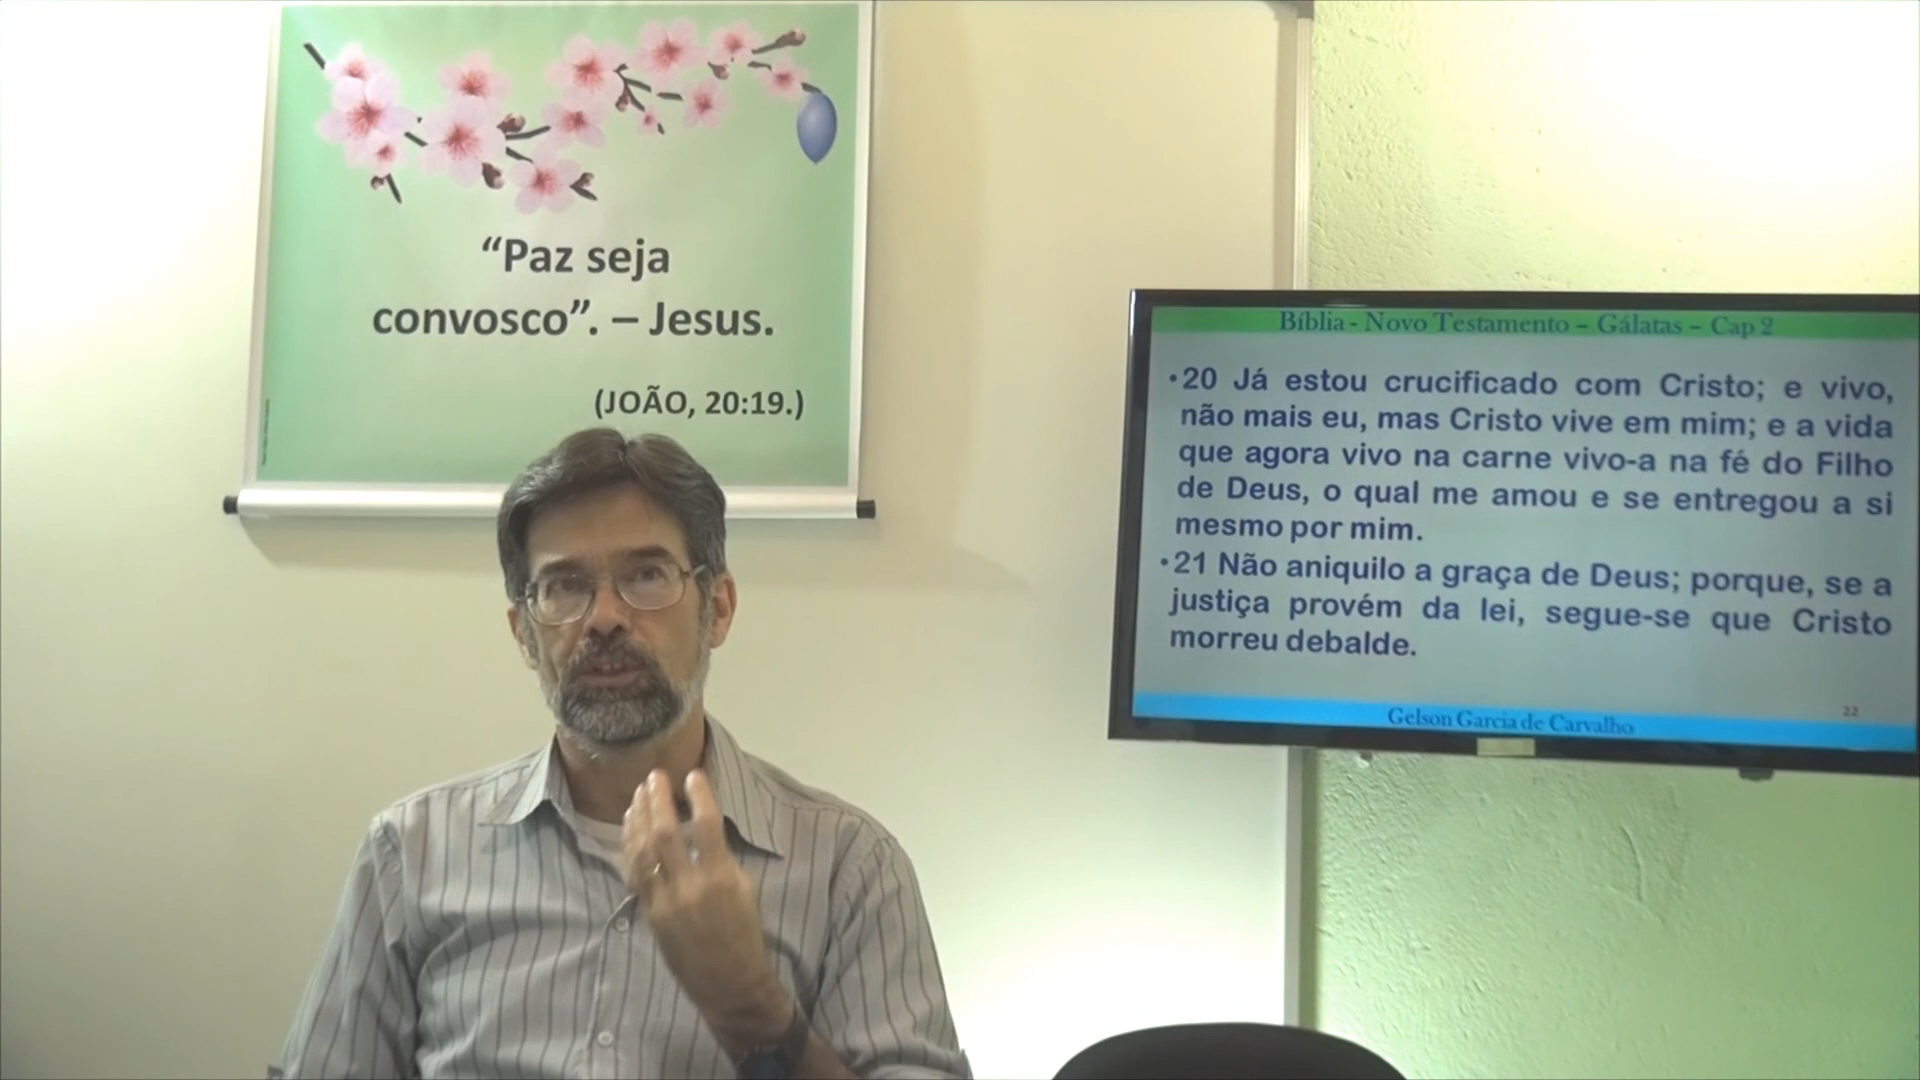 “Paz seja
convosco”. – Jesus.
(JOÃO, 20:19.)
Bíblia - Novo Testamento – Gálatas – Cap 2
•20 Já estou crucificado com Cristo; e vivo,
não mais eu, mas Cristo vive em mim; e a vida
que agora vivo na carne vivo-a na fé do Filho
de Deus, o qual me amou e se entregou a si
mesmo por mim.
•21 Não aniquilo a graça de Deus; porque, se a
justiça provém da lei, segue-se que Cristo
morreu debalde.
22
Gelson Garcia de Carvalho